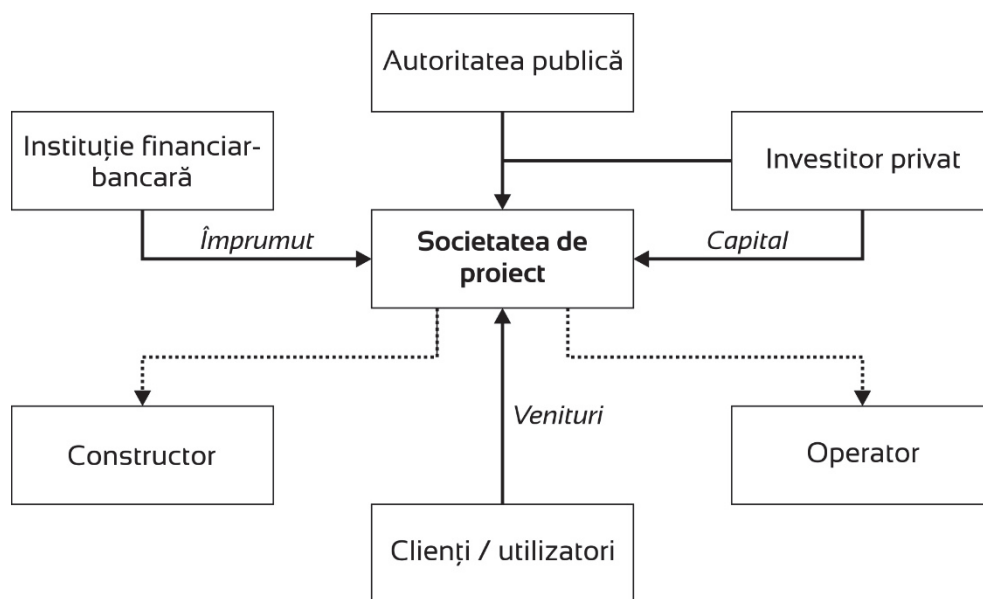 Autoritatea publică
Instituție financiar-
bancară
Investitor privat
Împrumut
Societatea de
proiect
Capital
Constructor
Venituri
Operator
Clienți / utilizatori